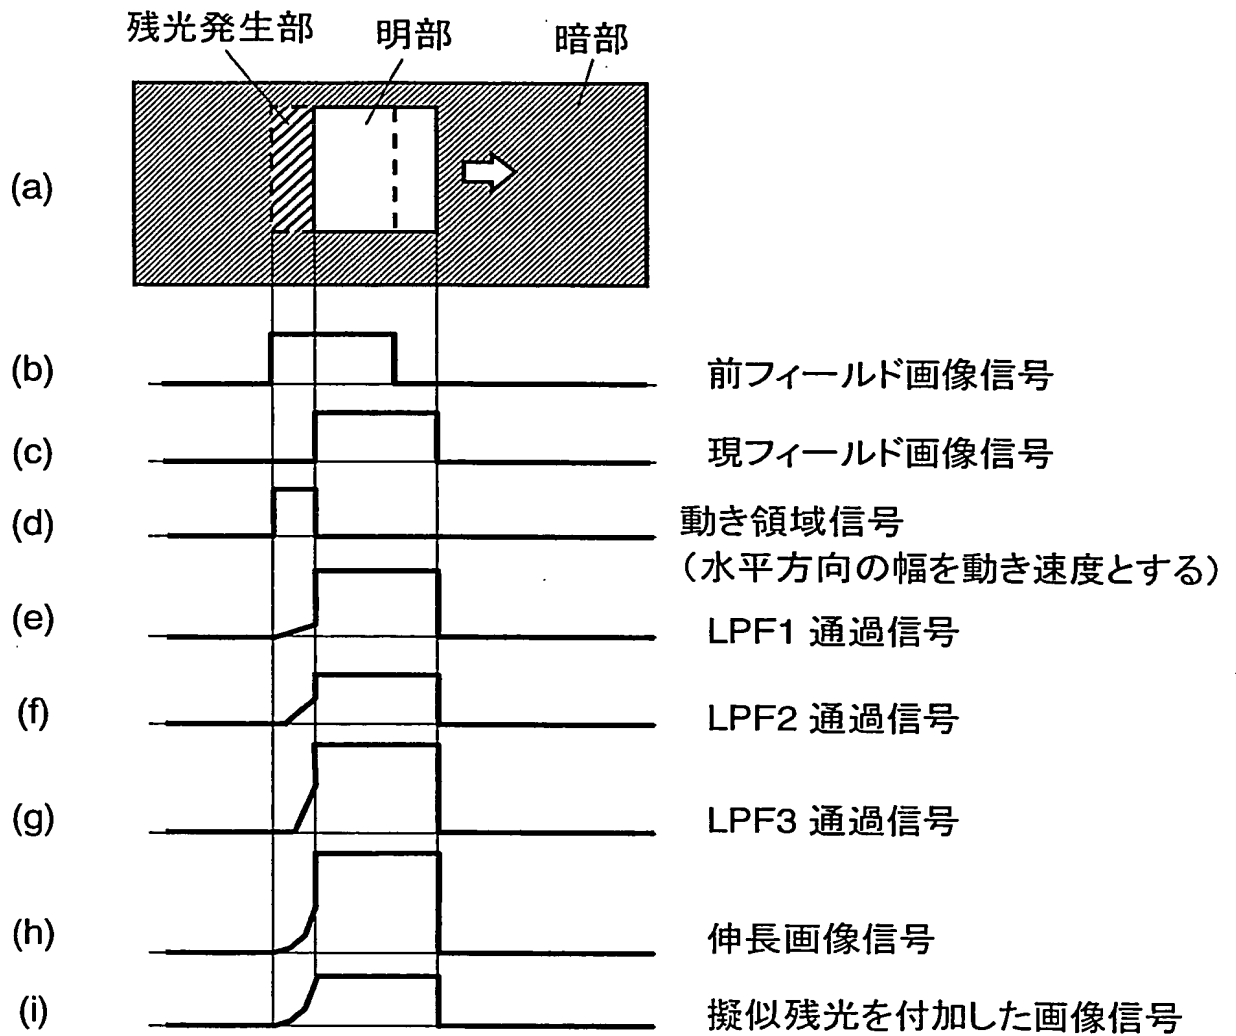 残光発生部 明部 暗部
(a)
(b) 前フィールド画像信号
(c) 現フィールド画像信号
(d) 動き領域信号
（水平方向の幅を動き速度とする）
(e) LPF1 通過信号
(f) LPF2 通過信号
(g) LPF3 通過信号
(h) 伸長画像信号
(i) 擬似残光を付加した画像信号